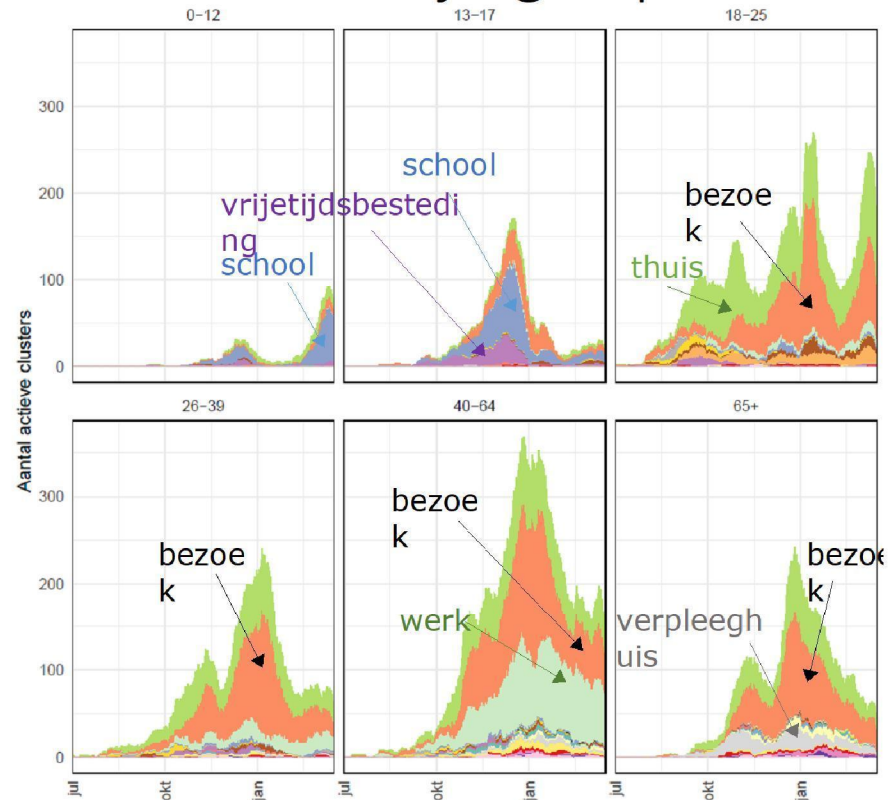 0-12
13-17
18-25
300
200
100
0
Aantal actieve clusters
school
vrijetijdsbestedi
ng
school
bezoe
k
thuis
26-39
40-64
65+
300
200
100
0
bezoe
k
bezoe
k
werk
bezoe
k
verpleegh
uis
jul
okt
jan
jul
okt
jan
jul
okt
jan